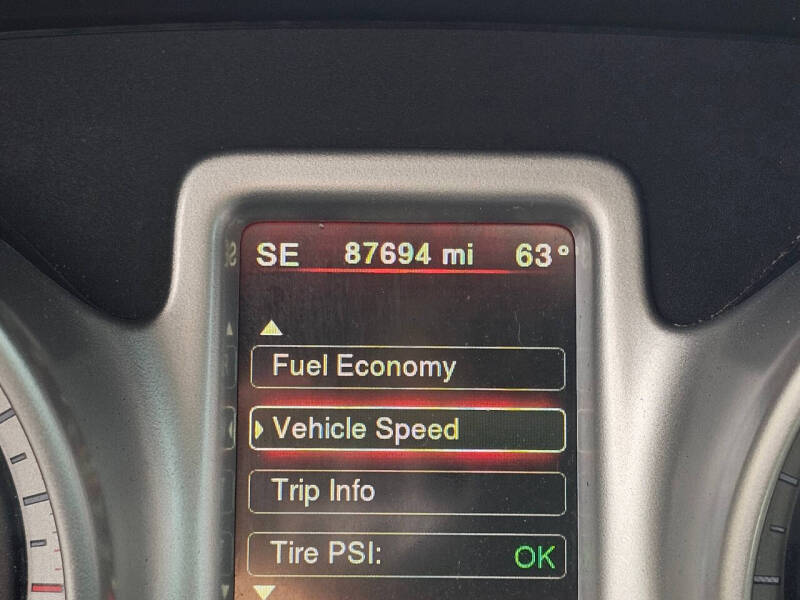 SE 87694 mi 63°
Fuel Economy
Vehicle Speed
Trip Info
Tire PSI: OK